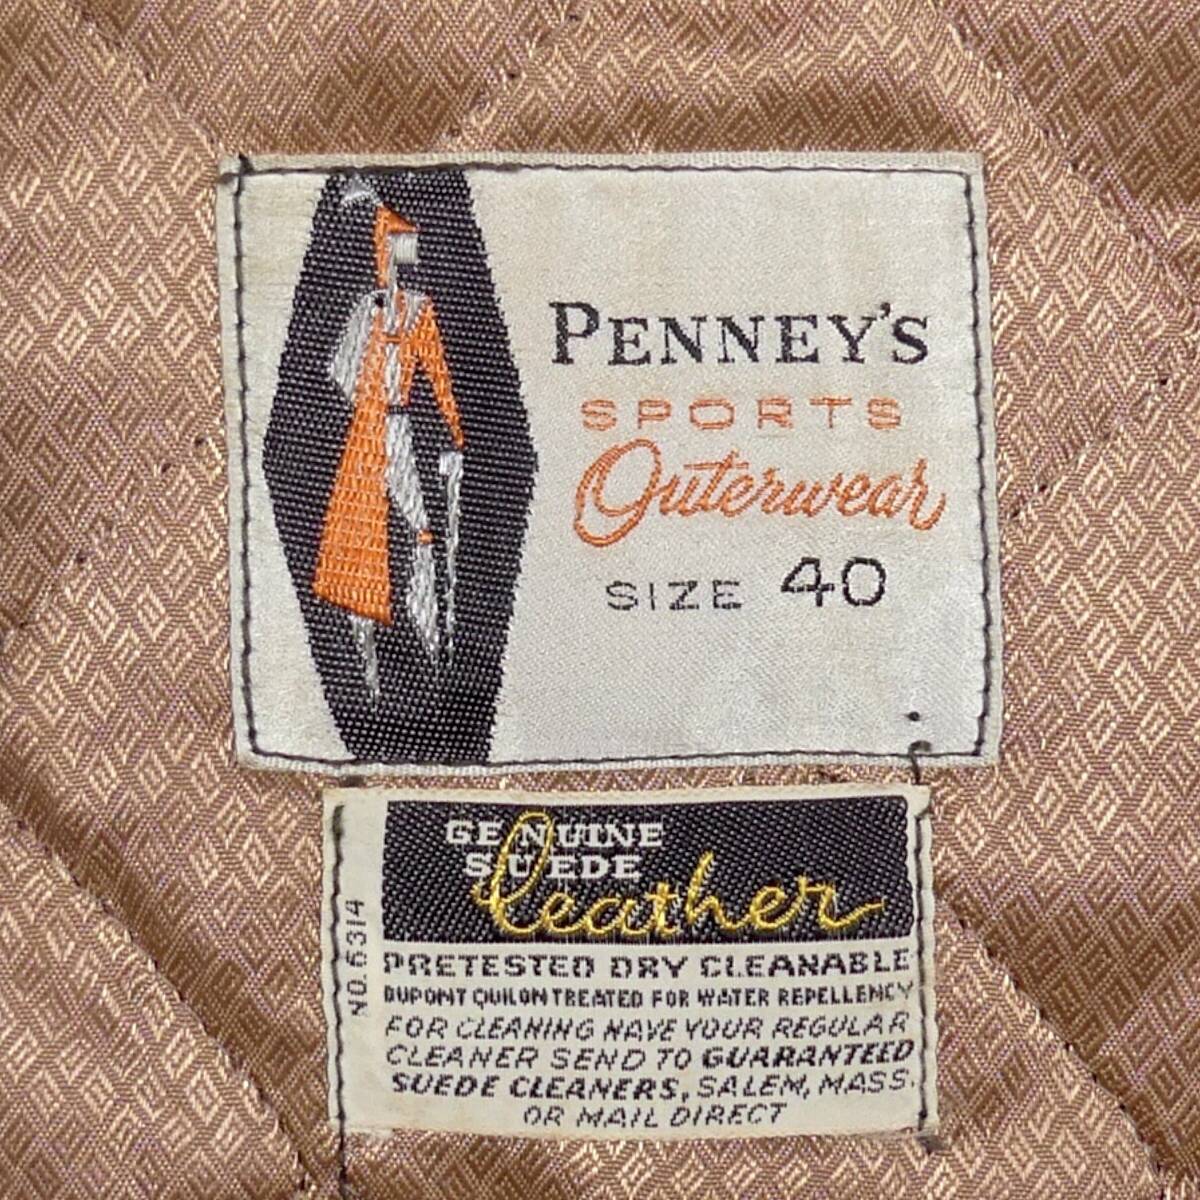 PENNEY'S
SPORTS
Outerwear
SIZE 40
GENUINE
SUEDE
leather
NO. 6314
PRETESTED DRY CLEANABLE
DUPONT QUILON TREATED FOR WATER REPELLENCY
FOR CLEANING HAVE YOUR REGULAR
CLEANER SEND TO GUARANTEED
SUEDE CLEANERS, SALEM, MASS.
OR MAIL DIRECT